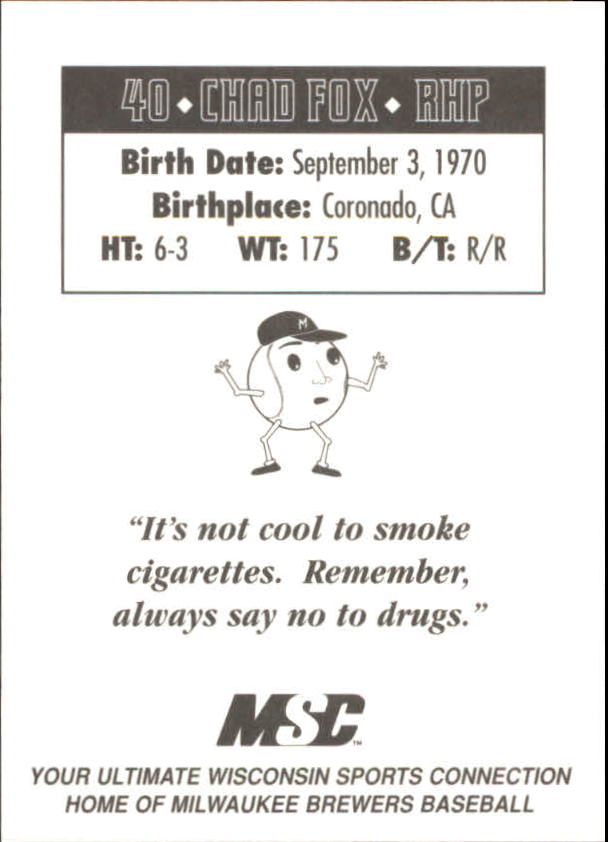 40 ◆ CHAD FOX ◆ RHP
Birth Date: September 3, 1970
Birthplace: Coronado, CA
HT: 6-3 WT: 175 B/T: R/R
M
“It's not cool to smoke
cigarettes. Remember,
always say no to drugs.”
MSC™
YOUR ULTIMATE WISCONSIN SPORTS CONNECTION
HOME OF MILWAUKEE BREWERS BASEBALL